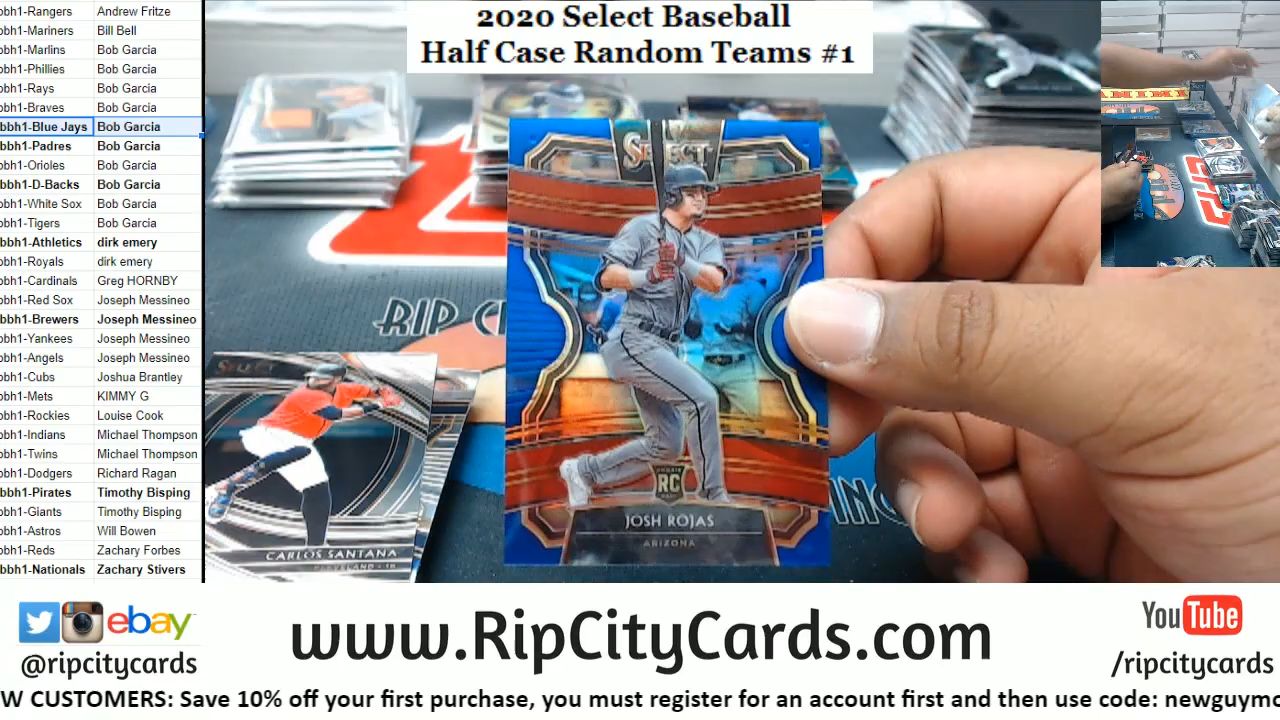 2020 Select Baseball
Half Case Random Teams #1
bbh1-Rangers Andrew Fritze
bbh1-Mariners Bill Bell
bbh1-Marlins Bob Garcia
bbh1-Phillies Bob Garcia
bbh1-Rays Bob Garcia
bbh1-Braves Bob Garcia
bbh1-Blue Jays Bob Garcia
bbh1-Padres Bob Garcia
bbh1-Orioles Bob Garcia
bbh1-D-Backs Bob Garcia
bbh1-White Sox Bob Garcia
bbh1-Tigers Bob Garcia
bbh1-Athletics dirk emery
bbh1-Royals dirk emery
bbh1-Cardinals Greg HORNBY
bbh1-Red Sox Joseph Messineo
bbh1-Brewers Joseph Messineo
bbh1-Yankees Joseph Messineo
bbh1-Angels Joseph Messineo
bbh1-Cubs Joshua Brantley
bbh1-Mets KIMMY G
bbh1-Rockies Louise Cook
bbh1-Indians Michael Thompson
bbh1-Twins Michael Thompson
bbh1-Dodgers Richard Ragan
bbh1-Pirates Timothy Bisping
bbh1-Giants Timothy Bisping
bbh1-Astros Will Bowen
bbh1-Reds Zachary Forbes
bbh1-Nationals Zachary Stivers
SELECT
RC
JOSH ROJAS
ARIZONA
RIP C
SELECT
CARLOS SANTANA
CLEVELAND - 1B
ebay
@ripcitycards
www.RipCityCards.com
YouTube
/ripcitycards
W CUSTOMERS: Save 10% off your first purchase, you must register for an account first and then use code: newguymo